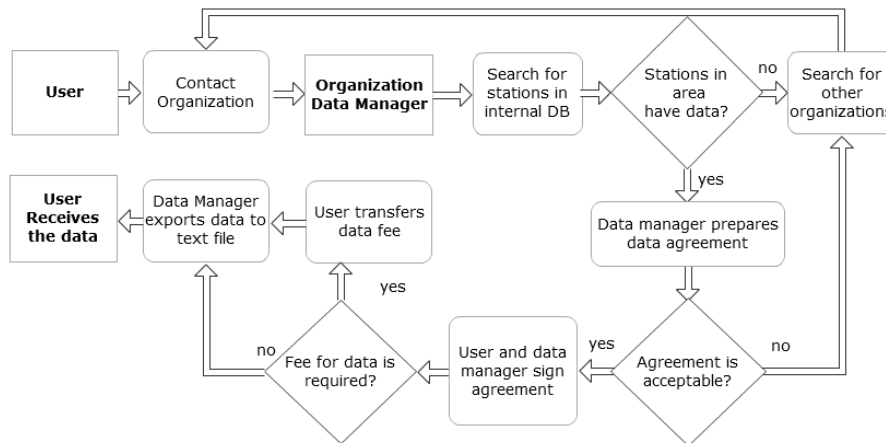 User
Contact
Organization
Organization
Data Manager
Search for
stations in
internal DB
Stations in
area
have data?
no
Search for
other
organizations
yes
Data manager prepares
data agreement
User
Receives
the data
Data Manager
exports data to
text file
User transfers
data fee
yes
no
Fee for data is
required?
User and data
manager sign
agreement
yes
Agreement is
acceptable?
no